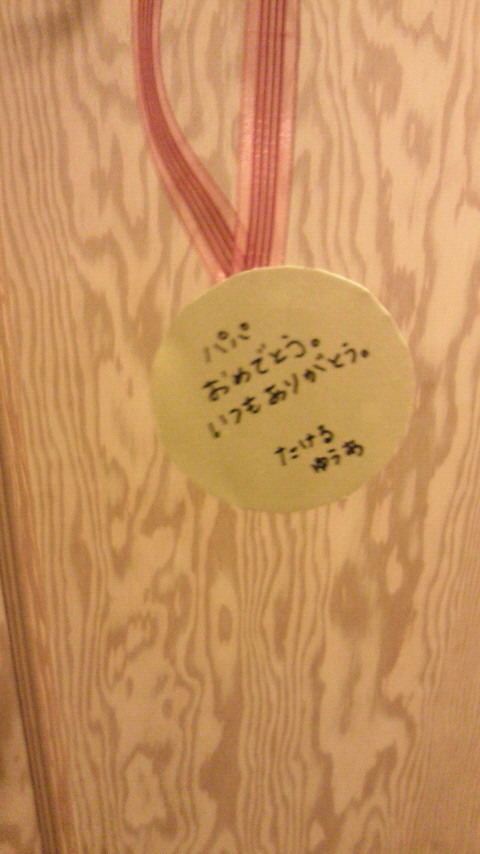 パパ
おめでとう。
いつもありがとう。
たける
ゆうあ